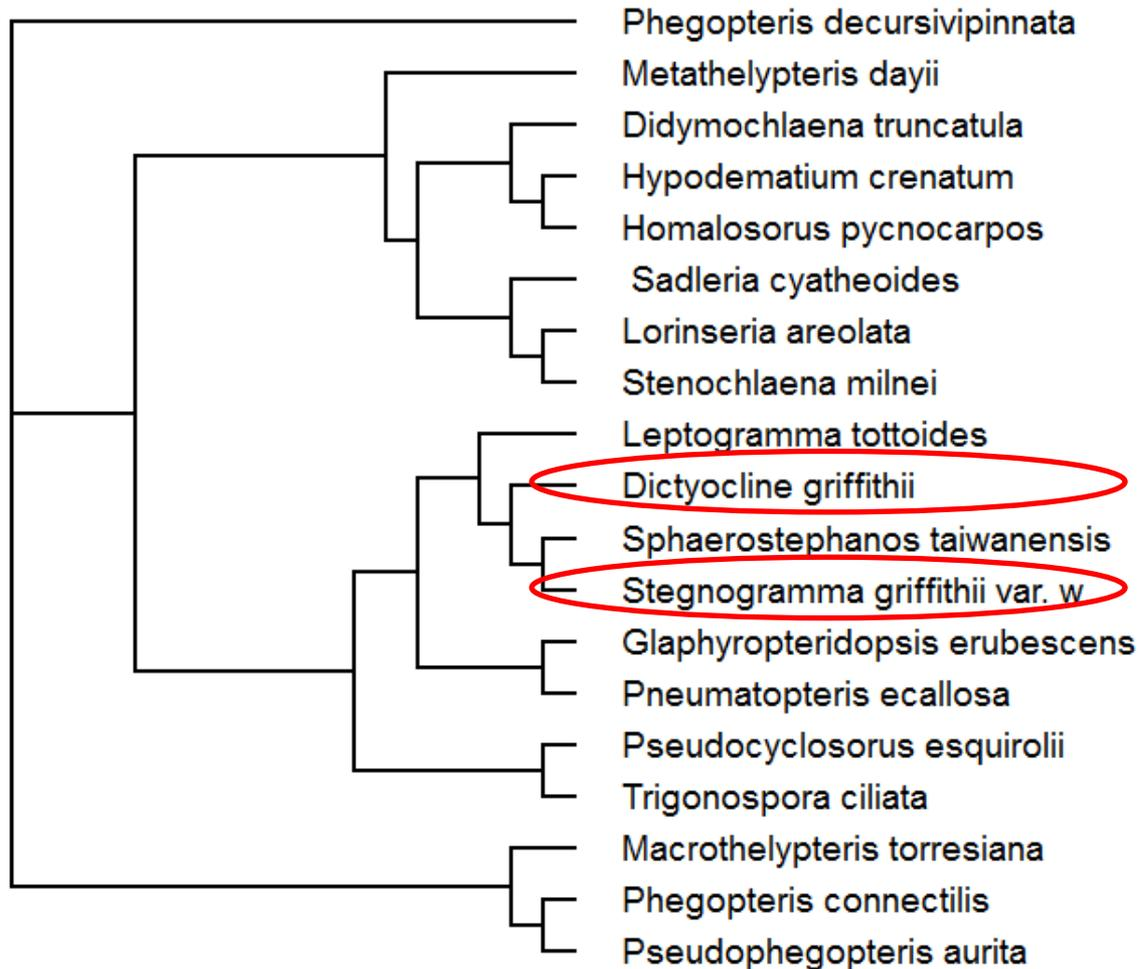 Phegopteris decursivipinnata
Metathelypteris dayii
Didymochlaena truncatula
Hypodematium crenatum
Homalosorus pycnocarpos
Sadleria cyatheoides
Lorinseria areolata
Stenochlaena milnei
Leptogramma tottoides
Dictyocline griffithii
Sphaerostephanos taiwanensis
Stegnogramma griffithii var. w
Glaphyropteridopsis erubescens
Pneumatopteris ecallosa
Pseudocyclosorus esquirolii
Trigonospora ciliata
Macrothelypteris torresiana
Phegopteris connectilis
Pseudophegopteris aurita